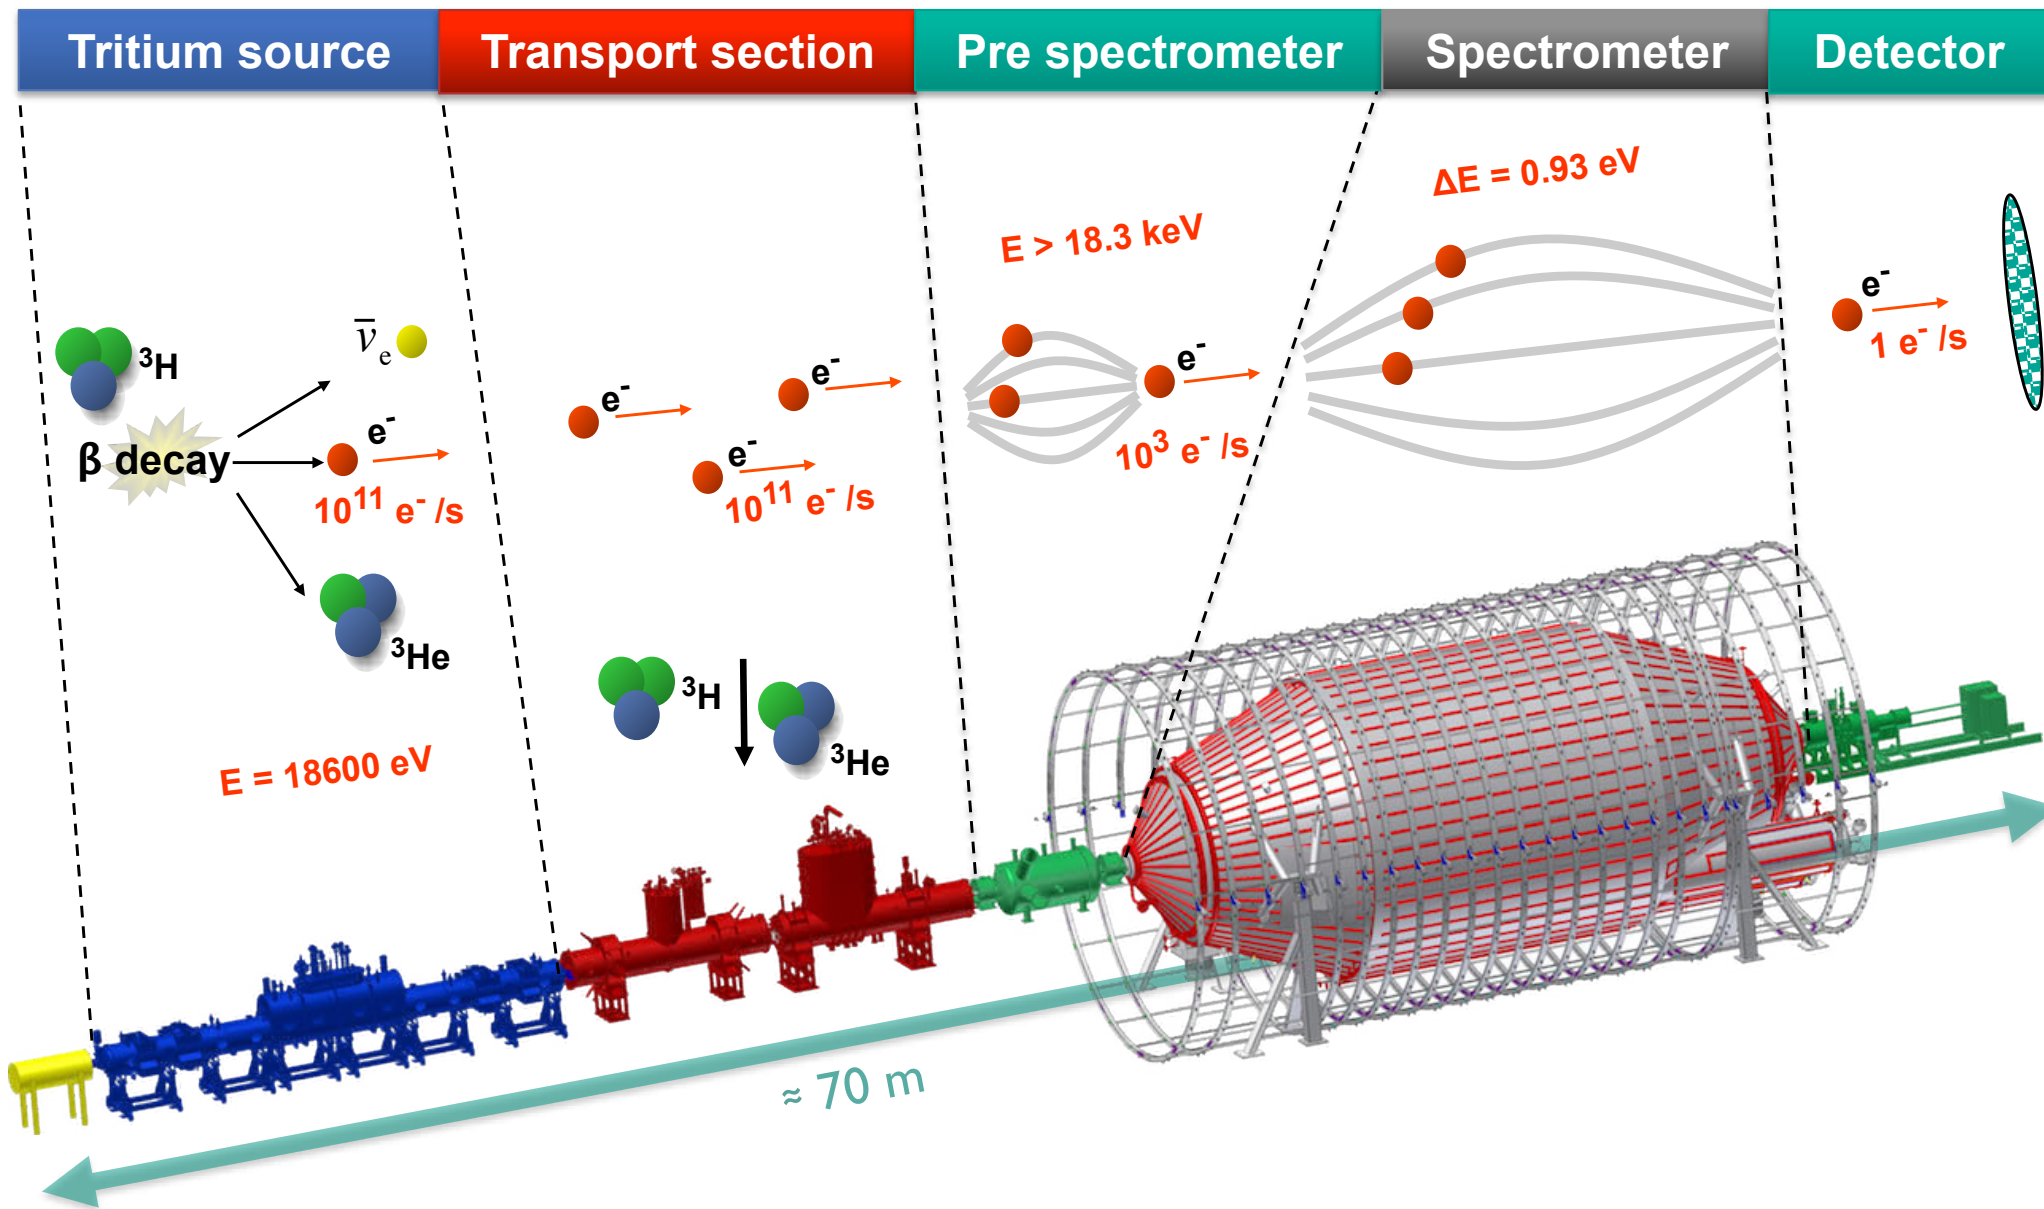 Tritium source
Transport section
Pre spectrometer
Spectrometer
Detector
³H
β decay
ν̅ₑ
e⁻
10¹¹ e⁻ /s
³He
E = 18600 eV
e⁻
e⁻
e⁻
10¹¹ e⁻ /s
³H
³He
E > 18.3 keV
e⁻
10³ e⁻ /s
ΔE = 0.93 eV
e⁻
1 e⁻ /s
≈ 70 m